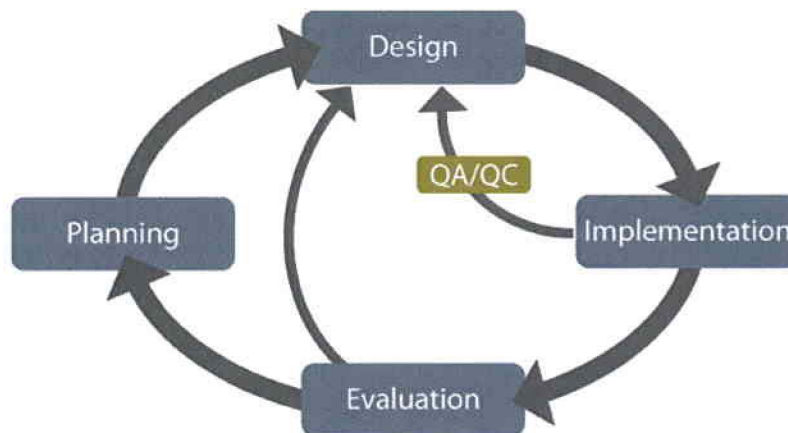 Design
QA/QC
Planning
Implementation
Evaluation